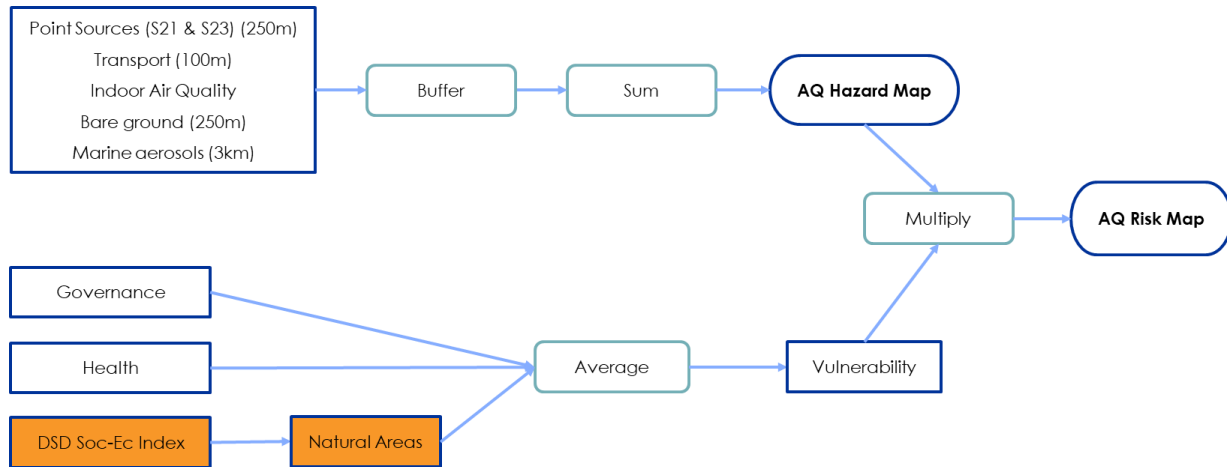 Point Sources (S21 & S23) (250m)
Transport (100m)
Indoor Air Quality
Bare ground (250m)
Marine aerosols (3km)
Buffer
Sum
AQ Hazard Map
Multiply
AQ Risk Map
Governance
Health
Average
Vulnerability
DSD Soc-Ec Index
Natural Areas